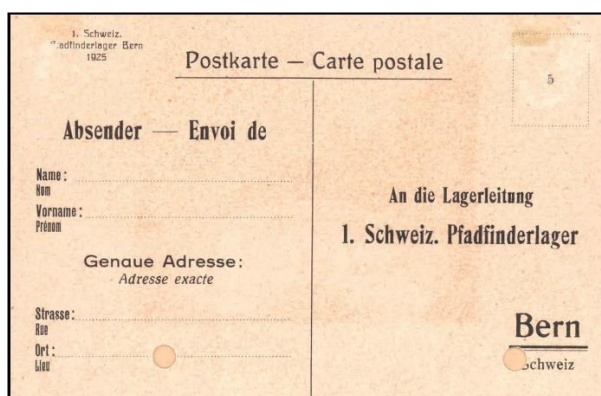 1. Schweiz.
Pfadfinderlager Bern
1925
Postkarte — Carte postale
5
Absender — Envoi de
Name:
Nom
Vorname:
Prénom
Genaue Adresse:
Adresse exacte
Strasse:
Rue
Ort:
Lieu
An die Lagerleitung
1. Schweiz. Pfadfinderlager
Bern
Schweiz